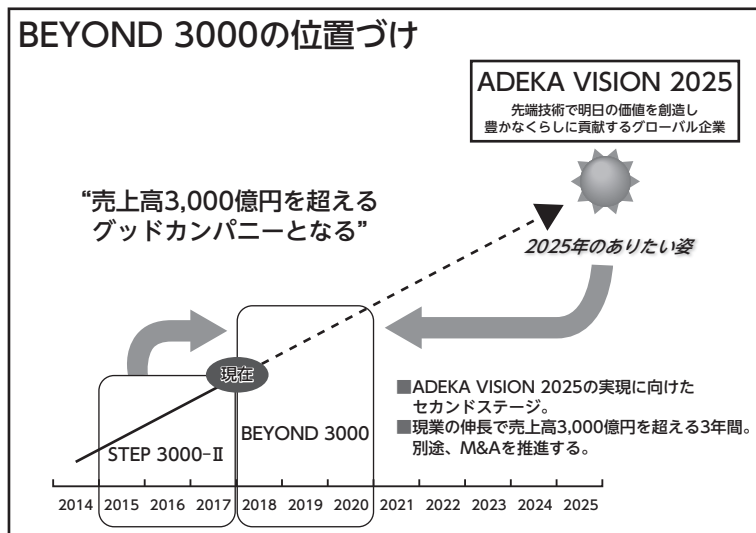 BEYOND 3000の位置づけ
ADEKA VISION 2025
先端技術で明日の価値を創造し
豊かなくらしに貢献するグローバル企業
“売上高3,000億円を超える
グッドカンパニーとなる”
2025年のありたい姿
現在
■ADEKA VISION 2025の実現に向けた
セカンドステージ。
■現業の伸長で売上高3,000億円を超える3年間。
別途、M&Aを推進する。
STEP 3000-Ⅱ
BEYOND 3000
2014 2015 2016 2017 2018 2019 2020 2021 2022 2023 2024 2025